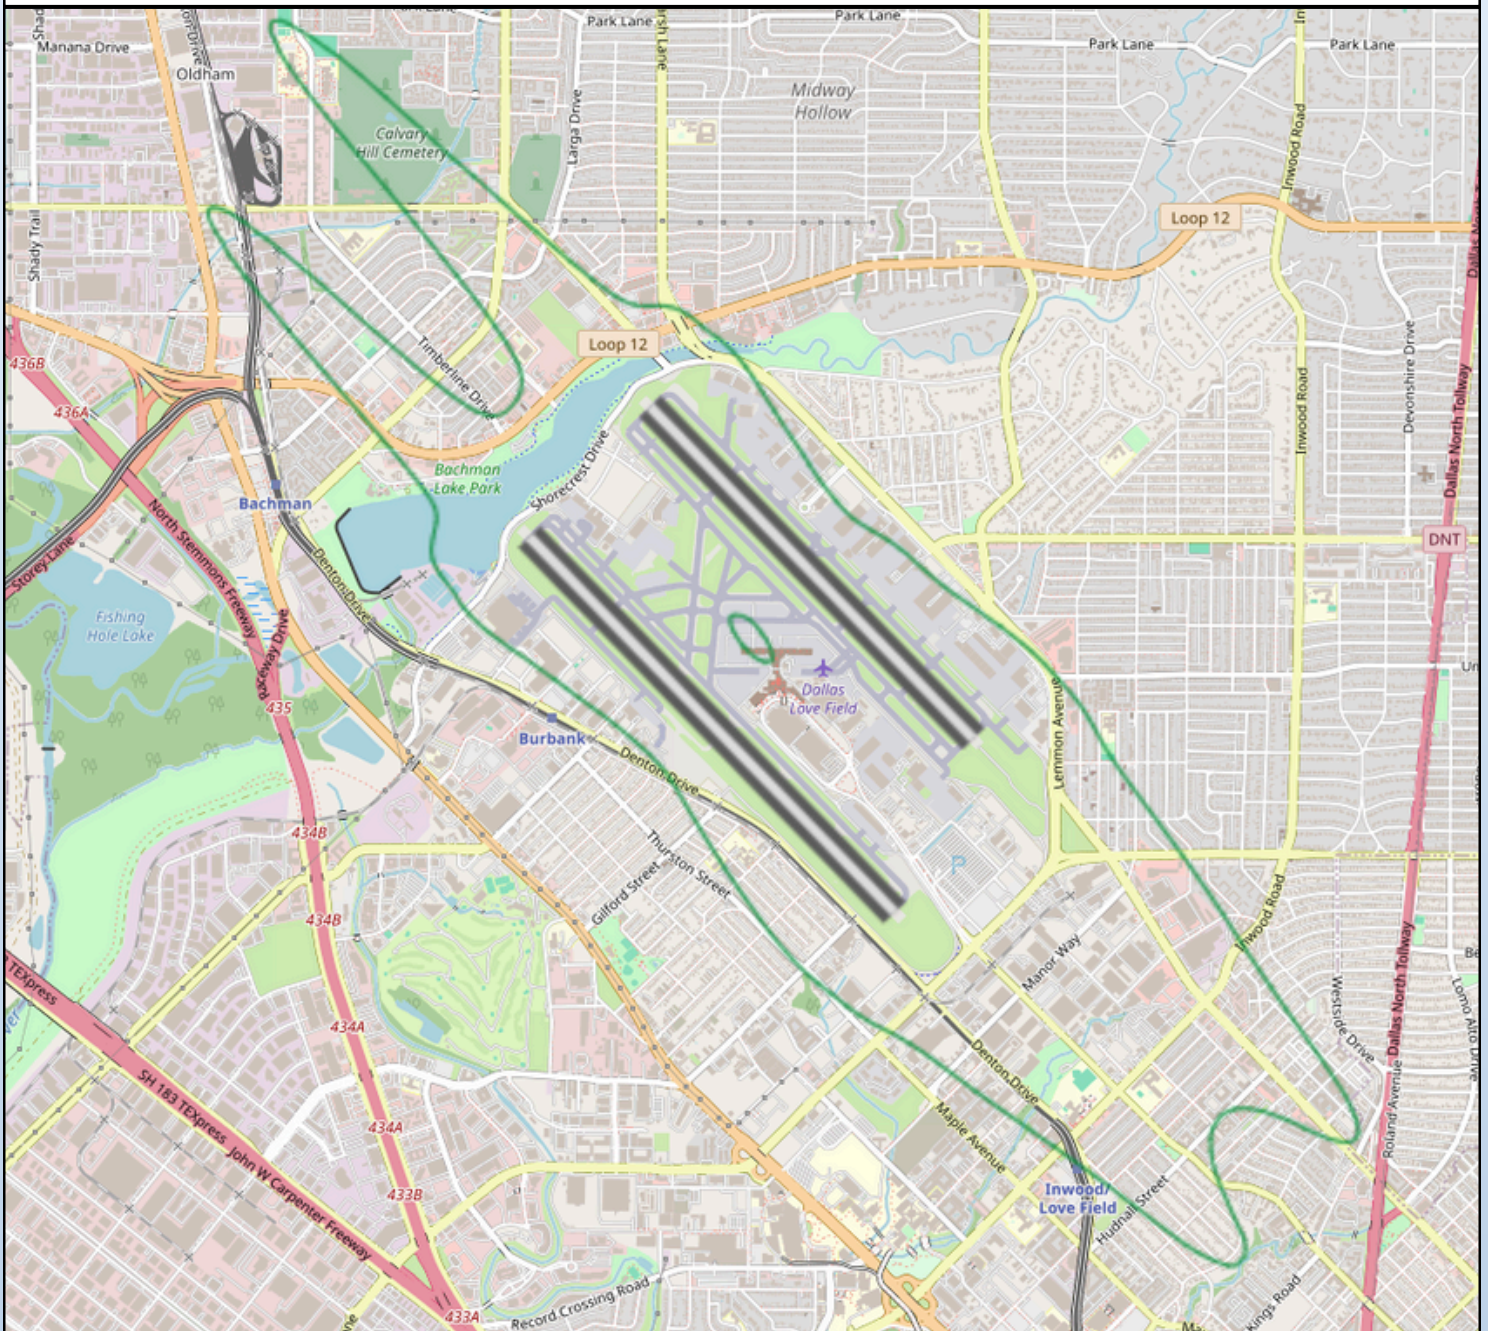 Park Lane
Park Lane
Park Lane
Park Lane
Manana Drive
Oldham
Midway
Hollow
Calvary
Hill Cemetery
Larga Drive
Inwood Road
Shady Trail
Loop 12
Loop 12
Timberline Drive
436B
436A
Devonshire Drive
Inwood Road
Dallas North Tollway
Bachman
Lake Park
Shorecrest Drive
Bachman
North Stemmons Freeway
Storey Lane
Denton Drive
DNT
Fishing
Hole Lake
Raceway Drive
435
Dallas
Love Field
Lemmon Avenue
Burbank
Denton Drive
434B
Thurston Street
Gilford Street
434B
Inwood Road
Manor Way
Dallas North Tollway
TEXpress
Westside Drive
Lomo Alto Drive
434A
Denton Drive
SH 183 TEXpress
John W Carpenter Freeway
434A
Maple Avenue
Roland Avenue
433B
Inwood/
Love Field
Hudnall Street
Record Crossing Road
Kings Road
433A